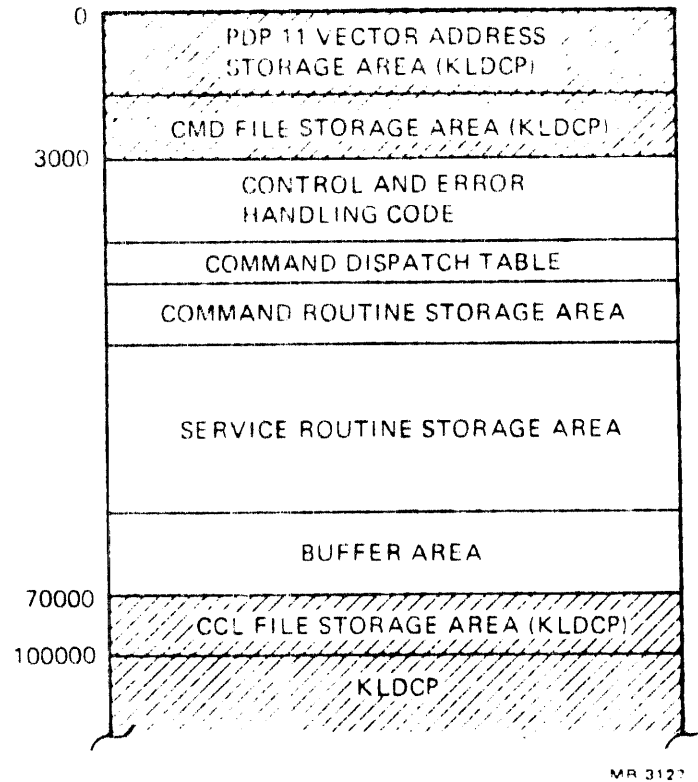 0
PDP 11 VECTOR ADDRESS
STORAGE AREA (KLDCP)
CMD FILE STORAGE AREA (KLDCP)
3000
CONTROL AND ERROR
HANDLING CODE
COMMAND DISPATCH TABLE
COMMAND ROUTINE STORAGE AREA
SERVICE ROUTINE STORAGE AREA
BUFFER AREA
70000
CCL FILE STORAGE AREA (KLDCP)
100000
KLDCP
MR